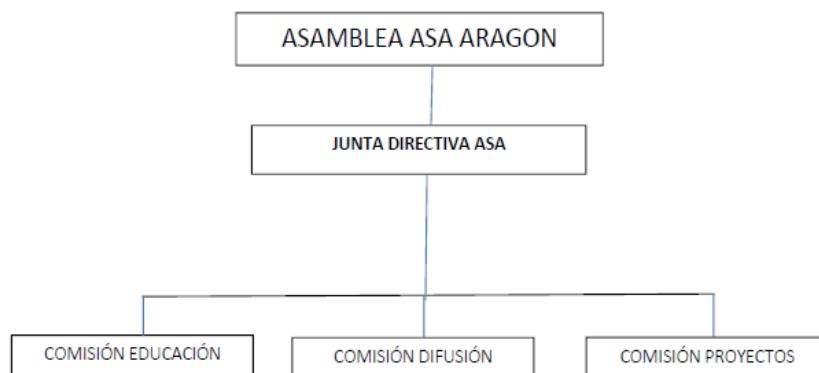 ASAMBLEA ASA ARAGON
JUNTA DIRECTIVA ASA
COMISIÓN EDUCACIÓN
COMISIÓN DIFUSIÓN
COMISIÓN PROYECTOS